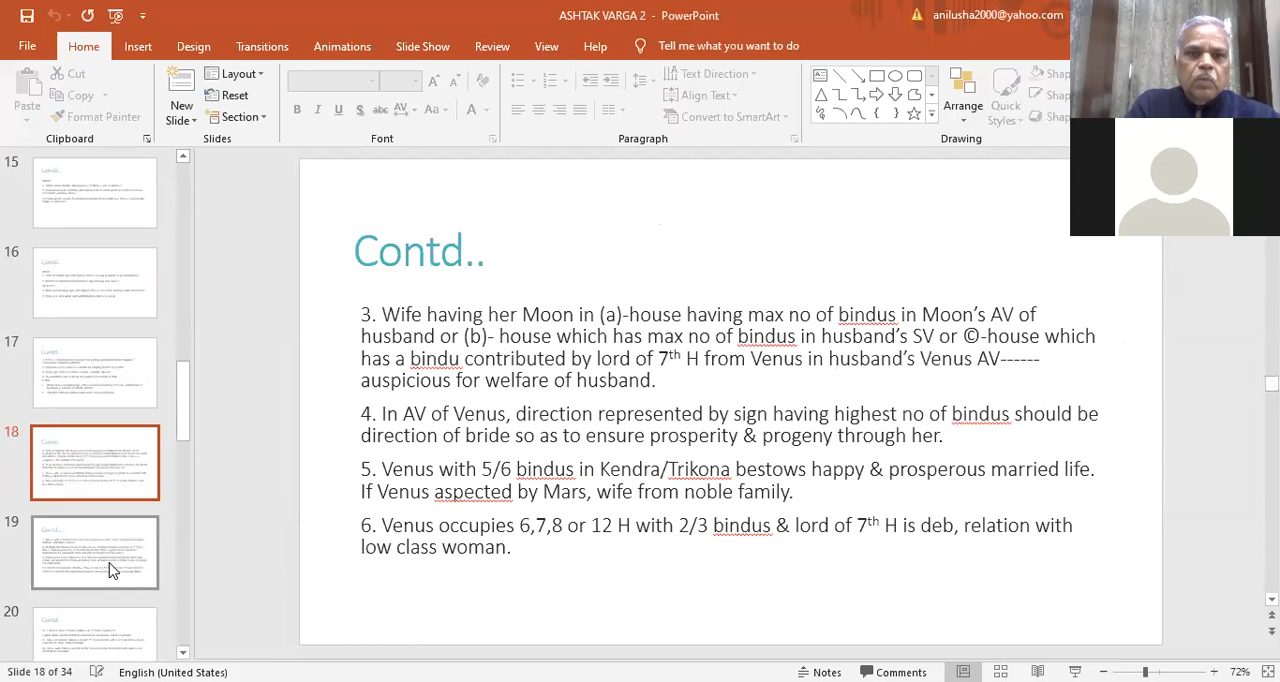 ASHTAK VARGA 2 - PowerPoint
anilusha2000@yahoo.com
File Home Insert Design Transitions Animations Slide Show Review View Help Tell me what you want to do
Paste
Cut
Copy
Format Painter
Clipboard
New
Slide
Layout
Reset
Section
Slides
B I U S abc AV Aa A
Font
Text Direction
Align Text
Convert to SmartArt
Paragraph
Arrange
Quick
Styles
Drawing
15
16
17
18
19
20
Contd..
3. Wife having her Moon in (a)-house having max no of bindus in Moon's AV of
husband or (b)- house which has max no of bindus in husband's SV or ©-house which
has a bindu contributed by lord of 7th H from Venus in husband's Venus AV------
auspicious for welfare of husband.
4. In AV of Venus, direction represented by sign having highest no of bindus should be
direction of bride so as to ensure prosperity & progeny through her.
5. Venus with 5/+bindus in Kendra/Trikona bestows happy & prosperous married life.
If Venus aspected by Mars, wife from noble family.
6. Venus occupies 6,7,8 or 12 H with 2/3 bindus & lord of 7th H is deb, relation with
low class woman.
Slide 18 of 34 English (United States) Notes Comments 72%